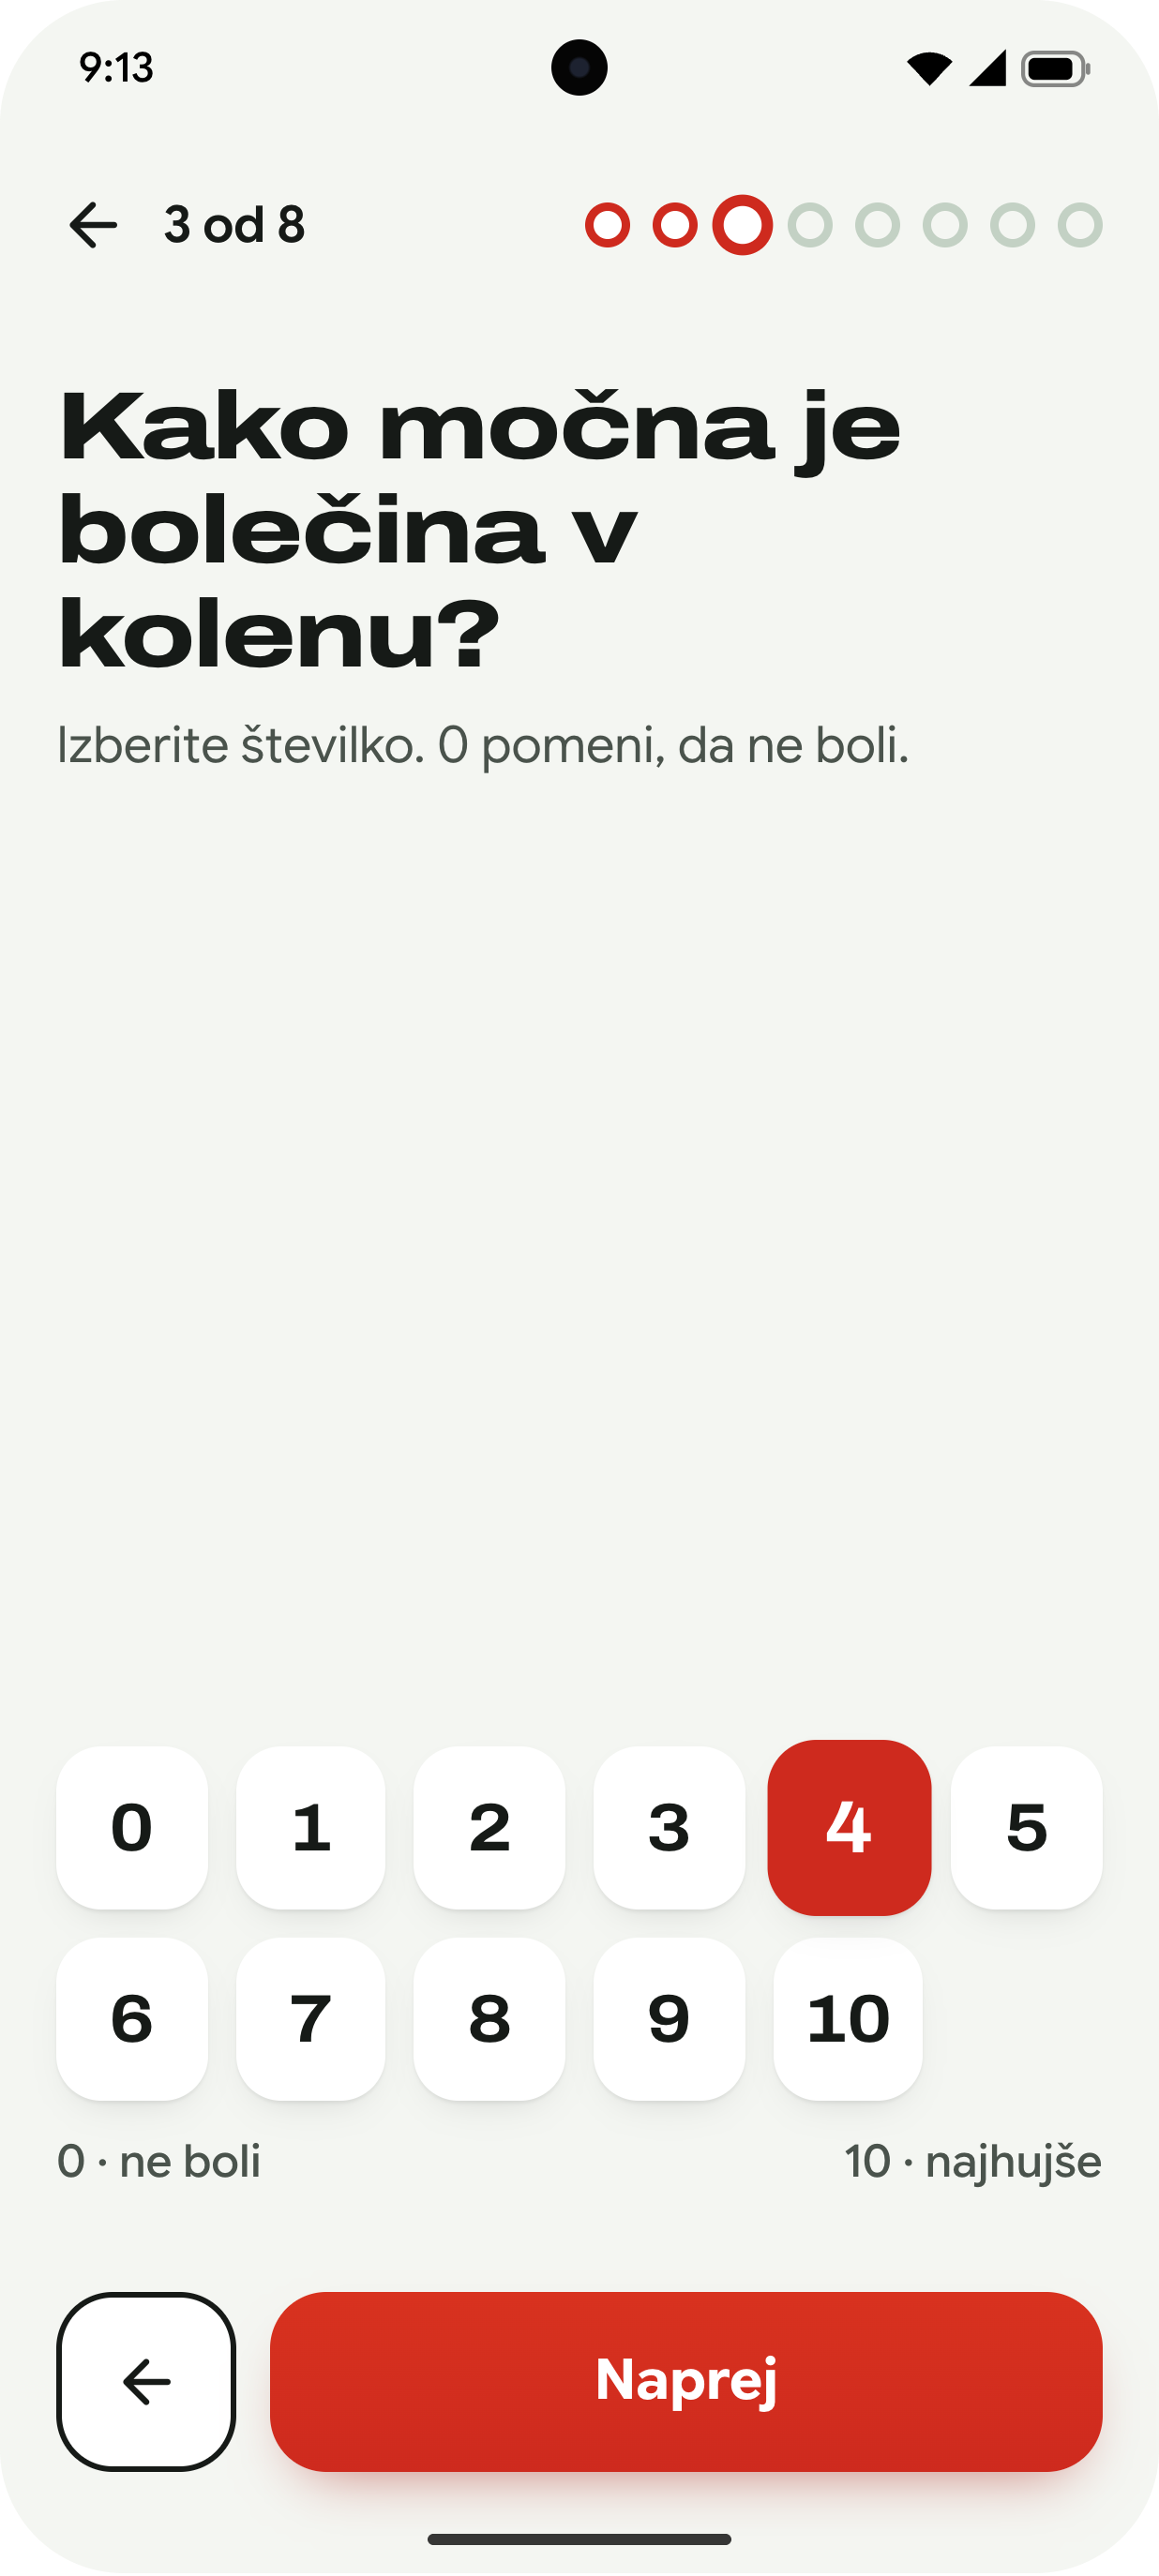 9:13
3 od 8
Kako močna je
bolečina v
kolenu?
Izberite številko. 0 pomeni, da ne boli.
0 1 2 3 4 5
6 7 8 9 10
0 · ne boli 10 · najhujše
Naprej